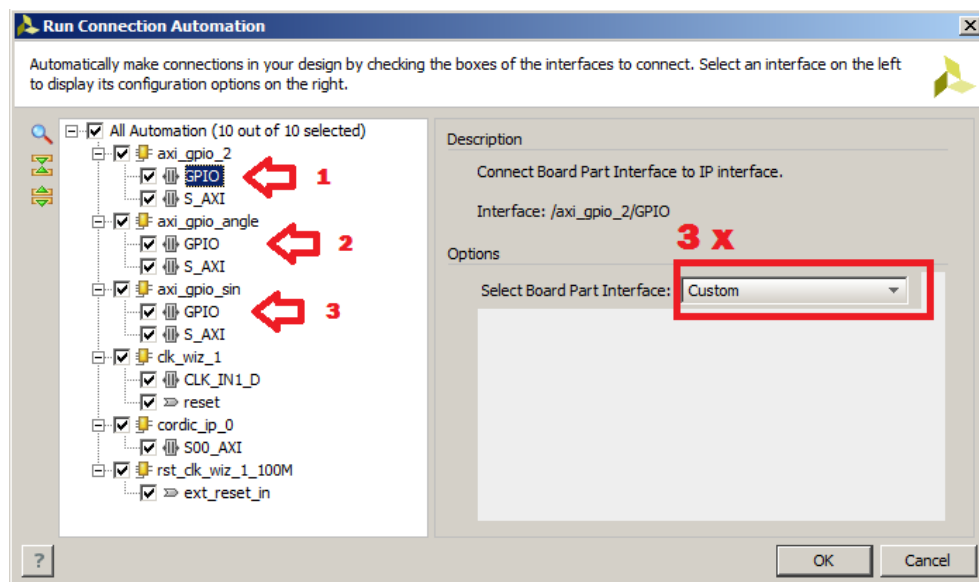 Run Connection Automation
Automatically make connections in your design by checking the boxes of the interfaces to connect. Select an interface on the left
to display its configuration options on the right.
All Automation (10 out of 10 selected)
axi_gpio_2
GPIO
1
S_AXI
axi_gpio_angle
GPIO
2
S_AXI
axi_gpio_sin
GPIO
3
S_AXI
clk_wiz_1
CLK_IN1_D
reset
cordic_ip_0
S00_AXI
rst_clk_wiz_1_100M
ext_reset_in
Description
Connect Board Part Interface to IP interface.
Interface: /axi_gpio_2/GPIO
3 x
Options
Select Board Part Interface: Custom
?
OK
Cancel